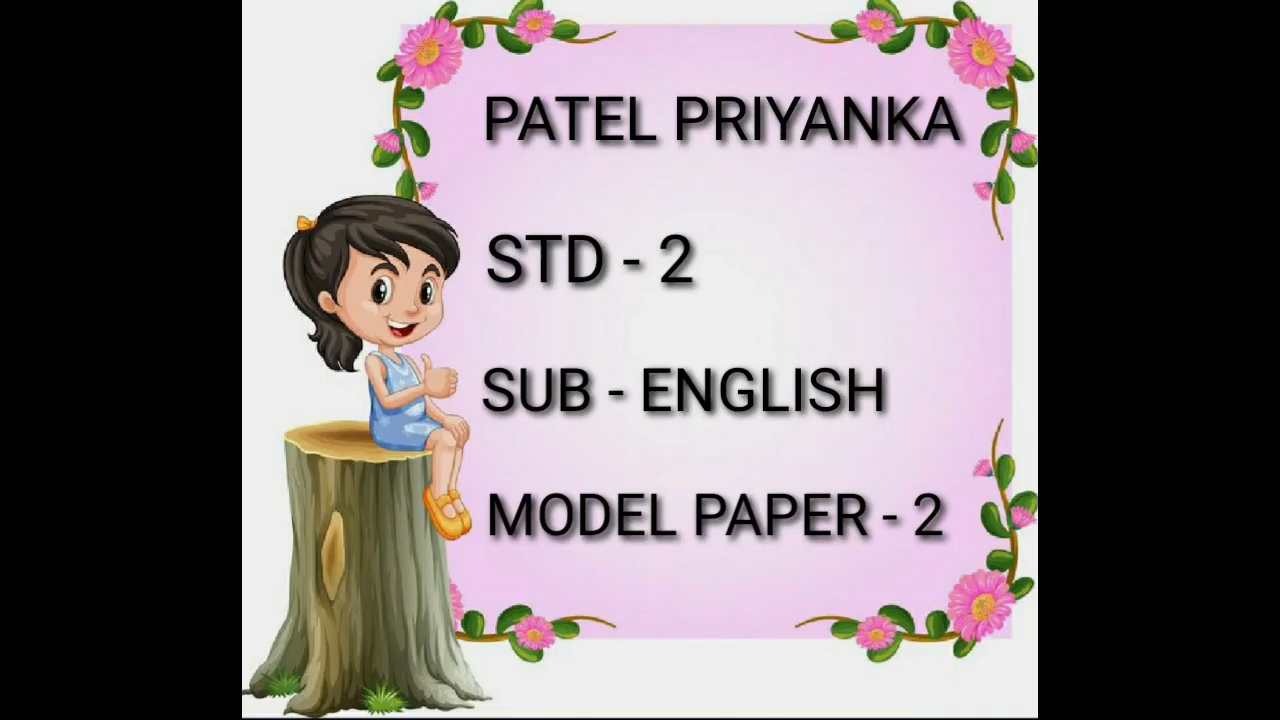 PATEL PRIYANKA
STD - 2
SUB - ENGLISH
MODEL PAPER - 2